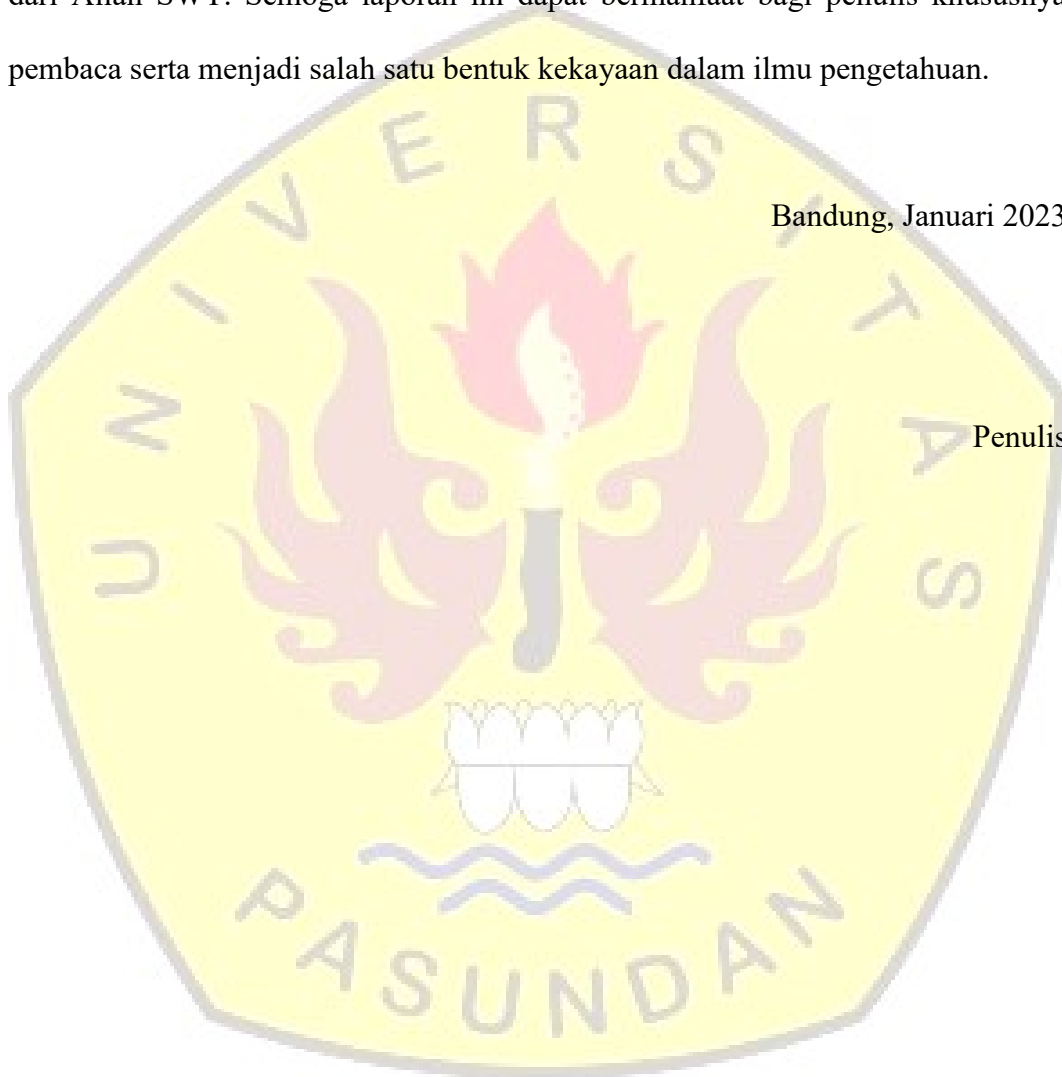 dari Allah SWT. Semoga laporan ini dapat bermanfaat bagi penulis khususnya
pembaca serta menjadi salah satu bentuk kekayaan dalam ilmu pengetahuan.
UNIVERSITAS
Bandung, Januari 2023
Penulis
PASUNDAN